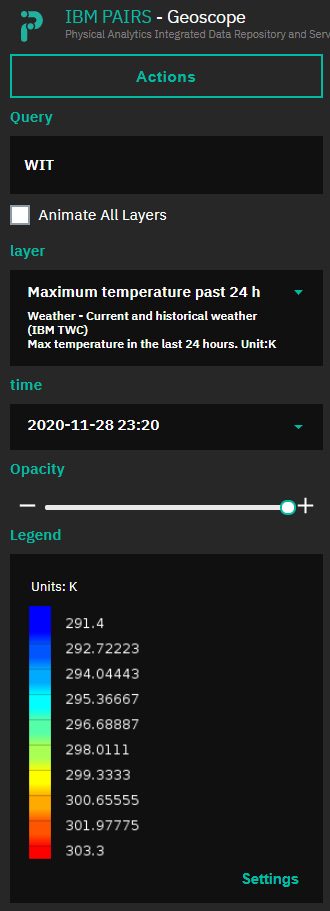 IBM PAIRS - Geoscope
Physical Analytics Integrated Data Repository and Serv
Actions
Query
WIT
Animate All Layers
layer
Maximum temperature past 24 h
Weather - Current and historical weather
(IBM TWC)
Max temperature in the last 24 hours. Unit:K
time
2020-11-28 23:20
Opacity
Legend
Units: K
291.4
292.72223
294.04443
295.36667
296.68887
298.0111
299.3333
300.65555
301.97775
303.3
Settings